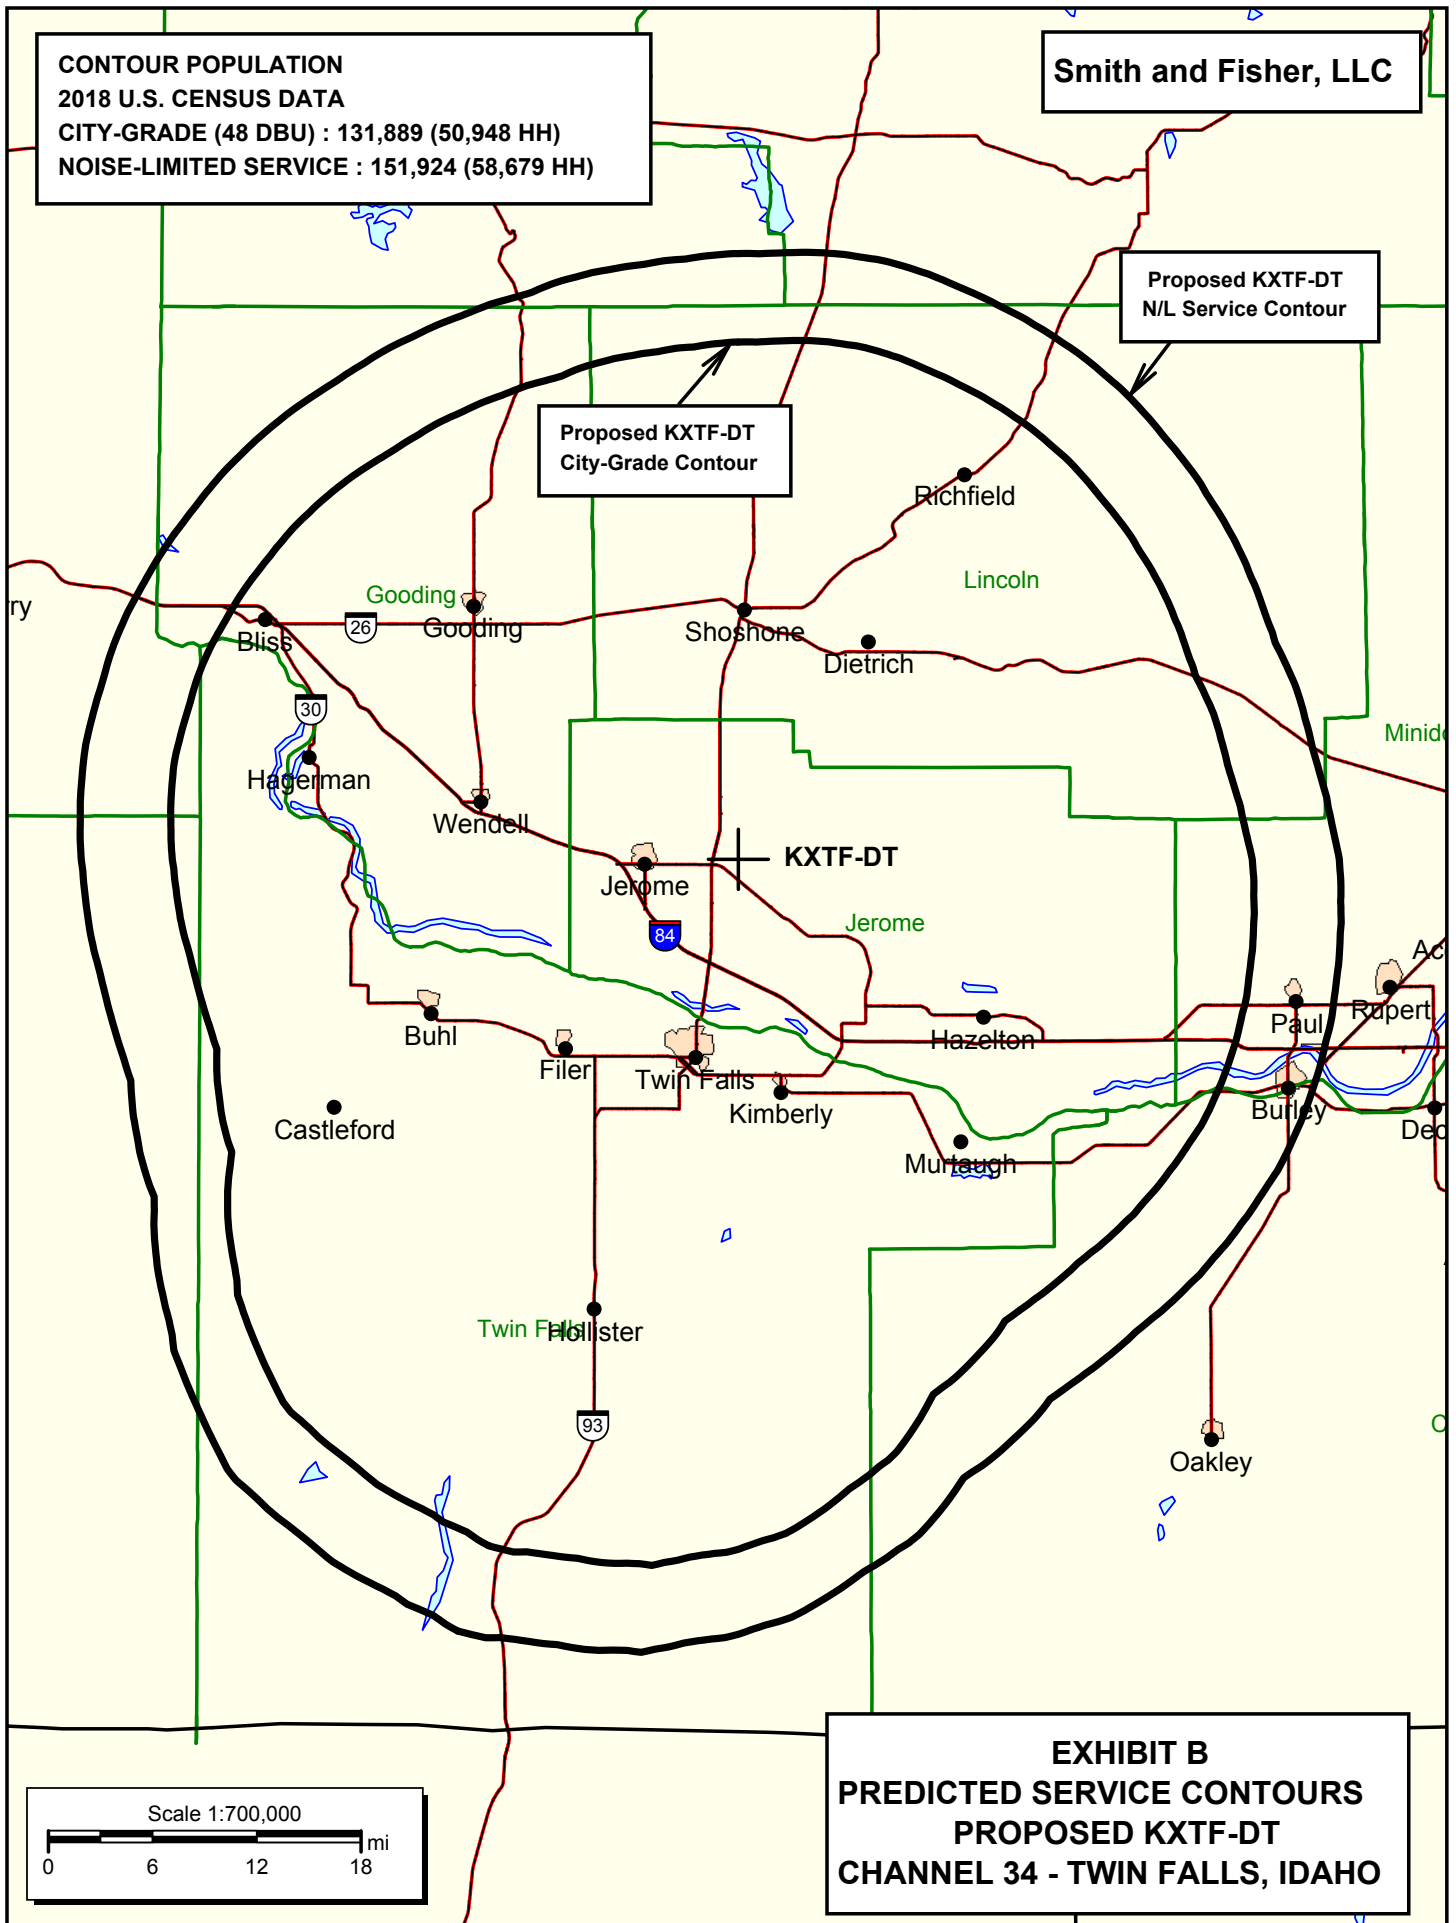 CONTOUR POPULATION
2018 U.S. CENSUS DATA
CITY-GRADE (48 DBU) : 131,889 (50,948 HH)
NOISE-LIMITED SERVICE : 151,924 (58,679 HH)
Smith and Fisher, LLC
Proposed KXTF-DT
N/L Service Contour
Proposed KXTF-DT
City-Grade Contour
Richfield
Lincoln
Gooding
ry
Bliss
26
Gooding
Shoshone
Dietrich
30
Minid
Hagerman
Wendell
KXTF-DT
Jerome
Jerome
84
Ac
Buhl
Rupert
Paul
Hazelton
Filer
Twin Falls
Kimberly
Burley
Castleford
Dec
Murtaugh
Twin Falls
Hollister
93
C
Oakley
EXHIBIT B
PREDICTED SERVICE CONTOURS
PROPOSED KXTF-DT
CHANNEL 34 - TWIN FALLS, IDAHO
Scale 1:700,000
mi
0 6 12 18